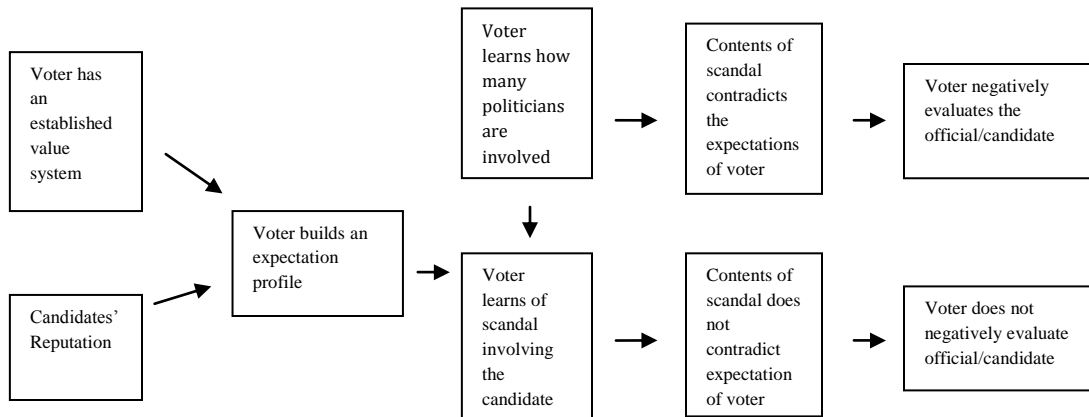 Voter has
an
established
value
system
Candidates’
Reputation
Voter builds an
expectation
profile
Voter
learns how
many
politicians
are
involved
Voter
learns of
scandal
involving
the
candidate
Contents of
scandal
contradicts
the
expectations
of voter
Contents of
scandal does
not
contradict
expectation
of voter
Voter negatively
evaluates the
official/candidate
Voter does not
negatively evaluate
official/candidate